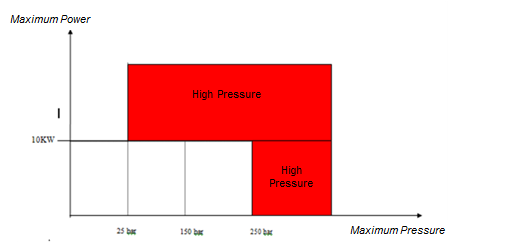 Maximum Power
High Pressure
10KW
High
Pressure
25 bar
150 bar
250 bar
Maximum Pressure